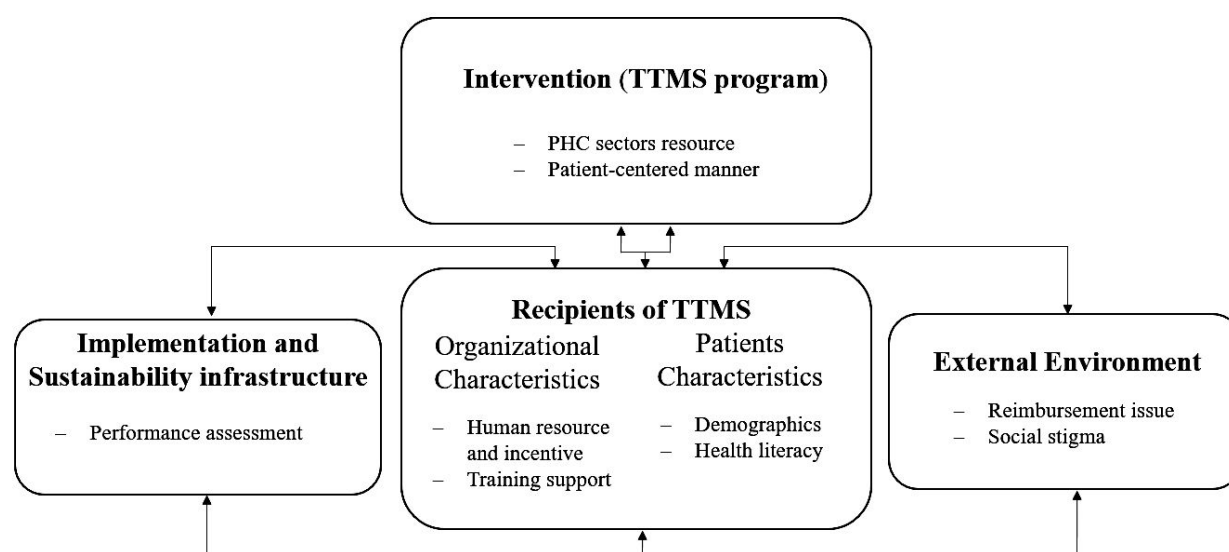 Intervention (TTMS program)
– PHC sectors resource
– Patient-centered manner
Implementation and
Sustainability infrastructure
– Performance assessment
Recipients of TTMS
Organizational
Characteristics
– Human resource
and incentive
– Training support
Patients
Characteristics
– Demographics
– Health literacy
External Environment
– Reimbursement issue
– Social stigma